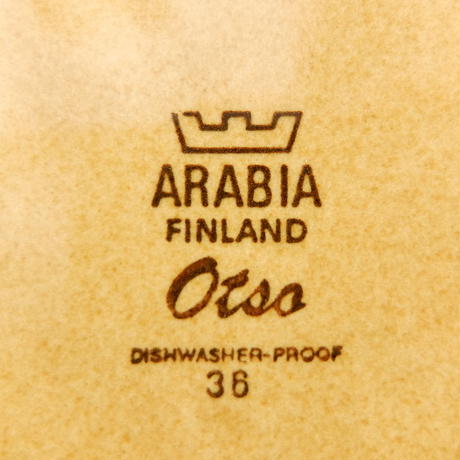 ARABIA
FINLAND
Otso
DISHWASHER-PROOF
36